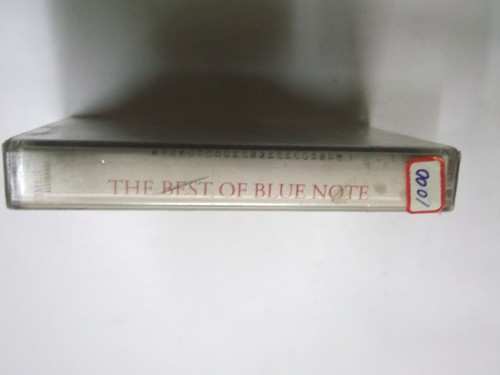 THE BEST OF BLUE NOTE
1000